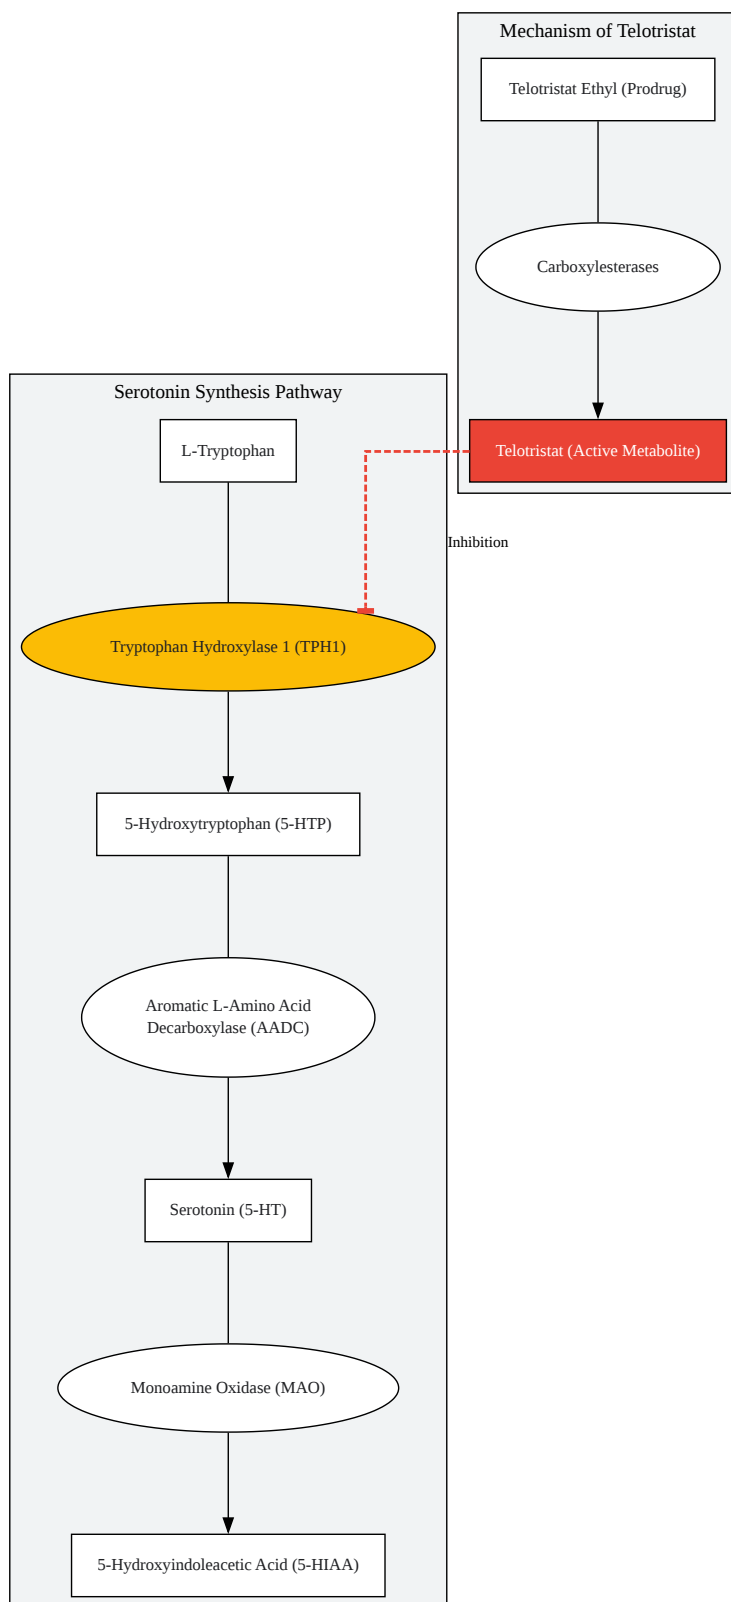 Mechanism of Telotristat
Telotristat Ethyl (Prodrug)
Carboxylesterases
Telotristat (Active Metabolite)
Inhibition
Serotonin Synthesis Pathway
L-Tryptophan
Tryptophan Hydroxylase 1 (TPH1)
5-Hydroxytryptophan (5-HTP)
Aromatic L-Amino Acid
Decarboxylase (AADC)
Serotonin (5-HT)
Monoamine Oxidase (MAO)
5-Hydroxyindoleacetic Acid (5-HIAA)